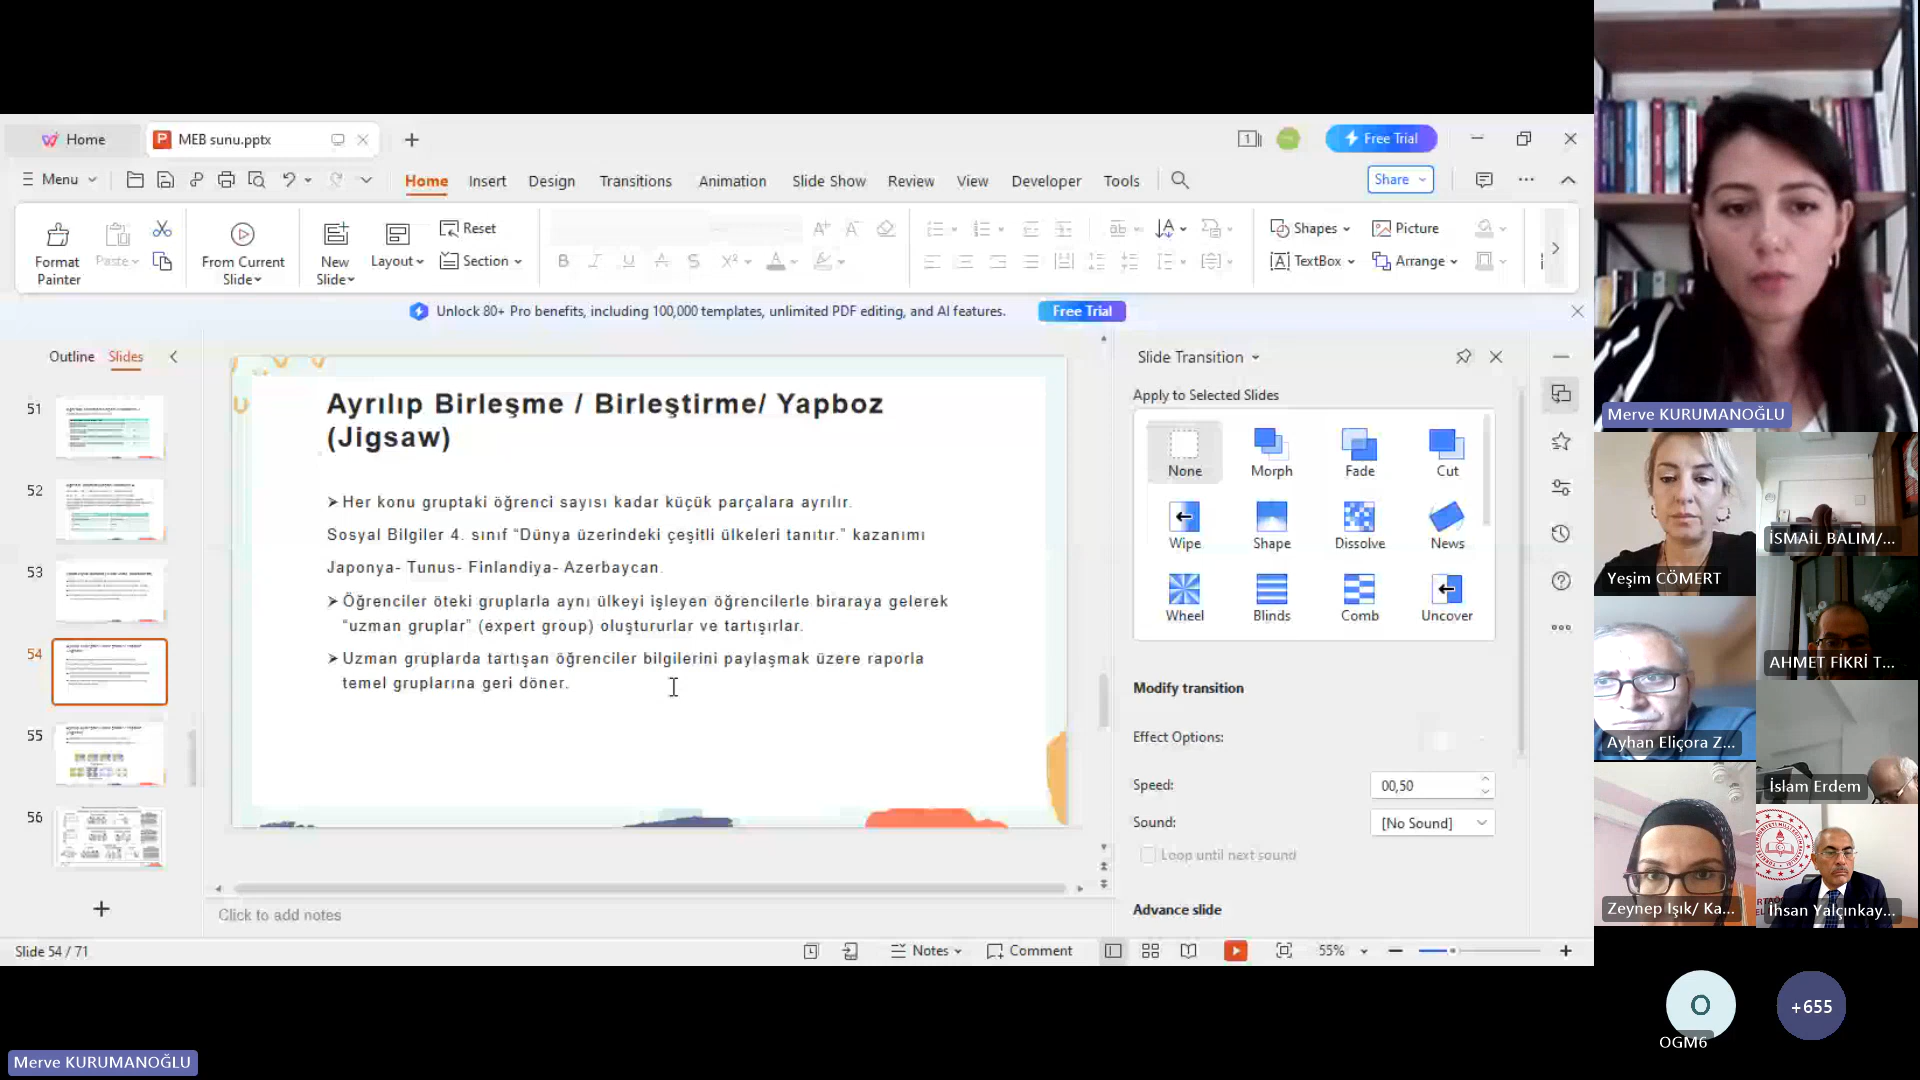 Home
MEB sunu.pptx
Free Trial
Menu
Home Insert Design Transitions Animation Slide Show Review View Developer Tools
Share
Format Painter
Paste
From Current Slide
New Slide
Layout
Reset
Section
Shapes
Picture
TextBox
Arrange
Unlock 80+ Pro benefits, including 100,000 templates, unlimited PDF editing, and AI features.
Free Trial
Outline Slides
51
52
53
54
55
56
Ayrılıp Birleşme / Birleştirme/ Yapboz
(Jigsaw)
➤ Her konu gruptaki öğrenci sayısı kadar küçük parçalara ayrılır.
Sosyal Bilgiler 4. sınıf “Dünya üzerindeki çeşitli ülkeleri tanıtır.” kazanımı
Japonya- Tunus- Finlandiya- Azerbaycan.
➤ Öğrenciler öteki gruplarla aynı ülkeyi işleyen öğrencilerle biraraya gelerek
“uzman gruplar” (expert group) oluştururlar ve tartışırlar.
➤ Uzman gruplarda tartışan öğrenciler bilgilerini paylaşmak üzere raporla
temel gruplarına geri döner.
Click to add notes
Slide Transition
Apply to Selected Slides
None Morph Fade Cut
Wipe Shape Dissolve News
Wheel Blinds Comb Uncover
Modify transition
Effect Options:
Speed: 00,50
Sound: [No Sound]
Loop until next sound
Advance slide
Slide 54 / 71
Notes
Comment
55%
Merve KURUMANOĞLU
Yeşim CÖMERT
İSMAİL BALIM/...
AHMET FİKRİ T...
Ayhan Eliçora Z...
İslam Erdem
Zeynep Işık/ Ka...
İhsan Yalçınkay...
O
OGM6
+655
Merve KURUMANOĞLU